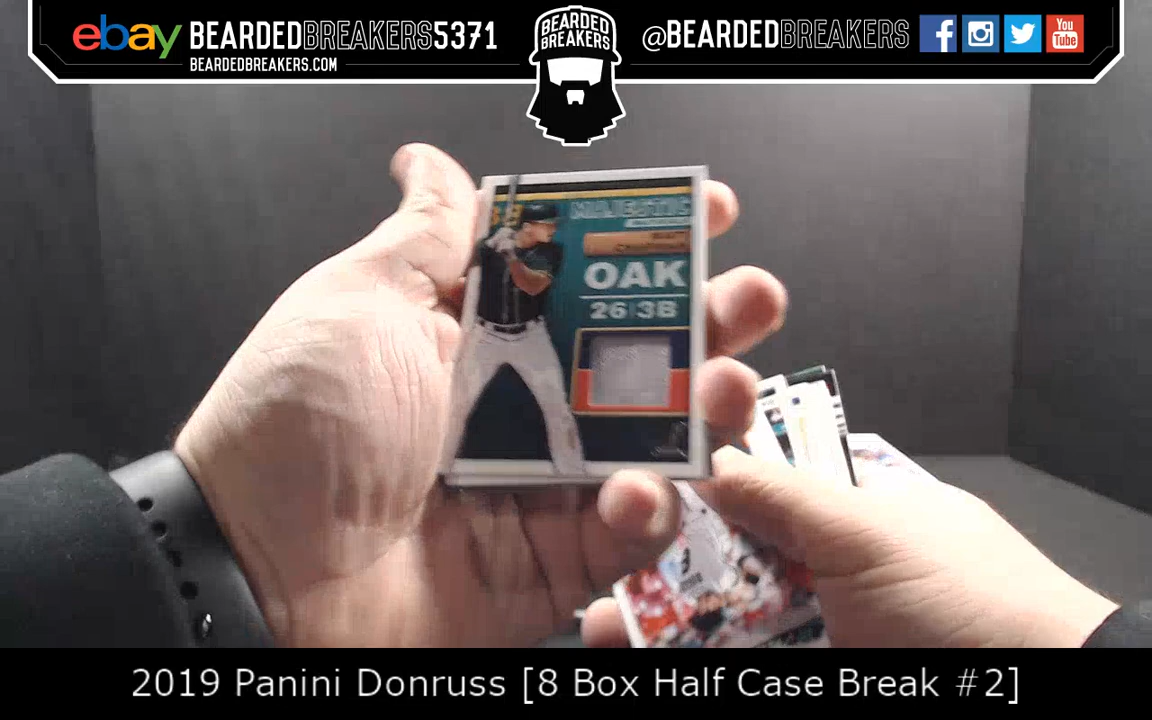 ebay BEARDEDBREAKERS5371
BEARDEDBREAKERS.COM
BEARDED
BREAKERS
@BEARDEDBREAKERS
You
Tube
MAJESTIC
OAK
26 3B
2019 Panini Donruss [8 Box Half Case Break #2]